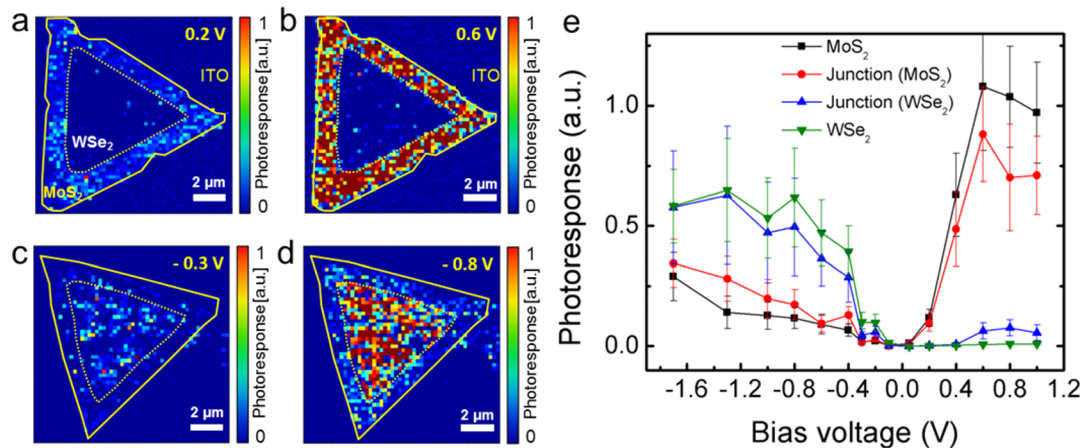 a
0.2 V
ITO
WSe₂
MoS₂
2 µm
1
Photoresponse [a.u.]
0
b
0.6 V
ITO
2 µm
1
Photoresponse [a.u.]
0
c
- 0.3 V
2 µm
1
Photoresponse [a.u.]
0
d
- 0.8 V
2 µm
1
Photoresponse [a.u.]
0
e
MoS₂
Junction (MoS₂)
Junction (WSe₂)
WSe₂
Photoresponse (a.u.)
1.0
0.5
0.0
-1.6 -1.2 -0.8 -0.4 0.0 0.4 0.8 1.2
Bias voltage (V)